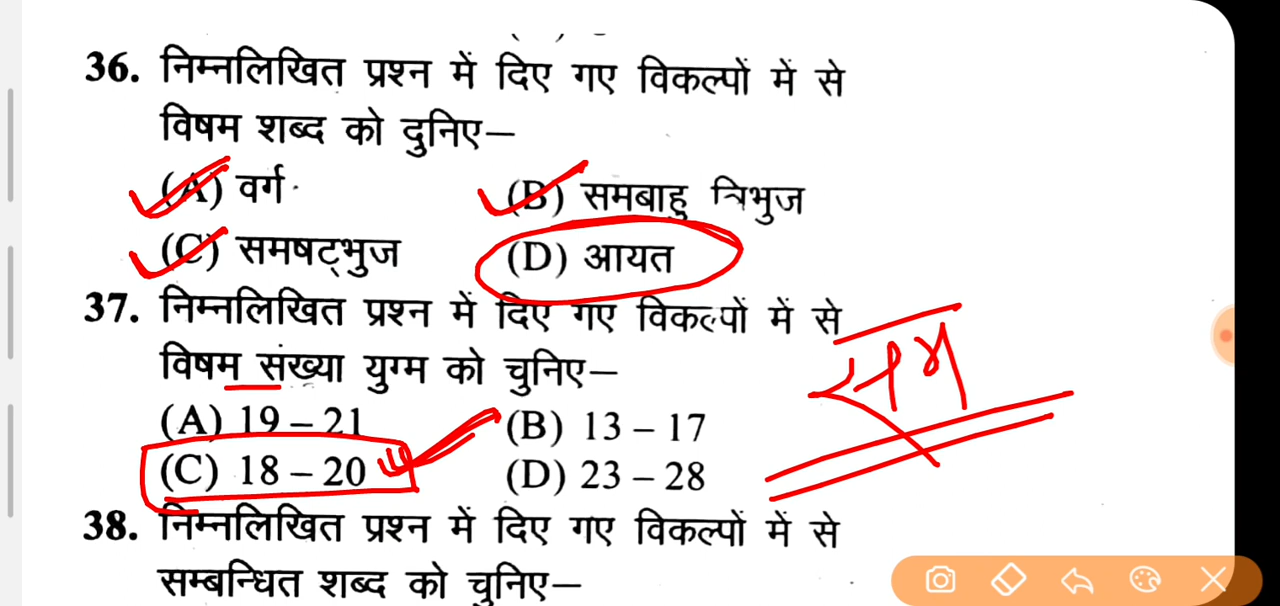 36. निम्नलिखित प्रश्न में दिए गए विकल्पों में से
विषम शब्द को दुनिए–
(A) वर्ग (B) समबाहु त्रिभुज
(C) समषट्भुज (D) आयत
37. निम्नलिखित प्रश्न में दिए गए विकल्पों में से
विषम संख्या युग्म को चुनिए–
(A) 19 – 21 (B) 13 – 17
(C) 18 – 20 (D) 23 – 28
सम
38. निम्नलिखित प्रश्न में दिए गए विकल्पों में से
सम्बन्धित शब्द को चुनिए–